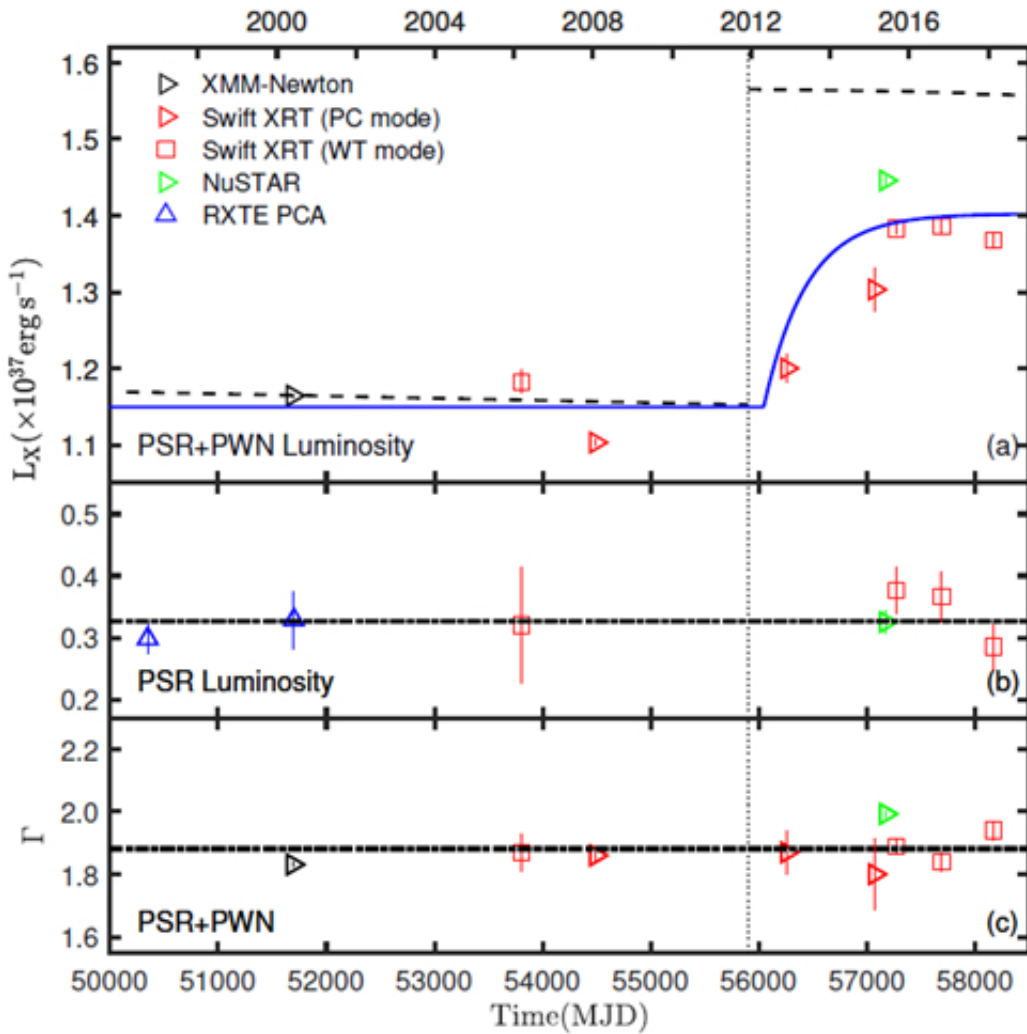 2000 2004 2008 2012 2016
1.6
1.5
1.4
1.3
1.2
1.1
XMM-Newton
Swift XRT (PC mode)
Swift XRT (WT mode)
NuSTAR
RXTE PCA
L_X(×10^37 erg s^−1)
PSR+PWN Luminosity (a)
0.5
0.4
0.3
0.2
PSR Luminosity (b)
2.2
2.0
1.8
1.6
Γ
PSR+PWN (c)
50000 51000 52000 53000 54000 55000 56000 57000 58000
Time(MJD)